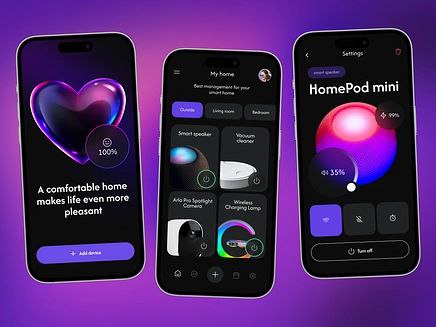 100%
A comfortable home
makes life even more
pleasant
+ Add device
My home
Best management for your
smart home
Outside
Living room
Bedroom
Smart speaker
Vacuum
cleaner
Arlo Pro Spotlight
Camera
Wireless
Charging Lamp
Settings
smart speaker
HomePod mini
99%
35%
Turn off